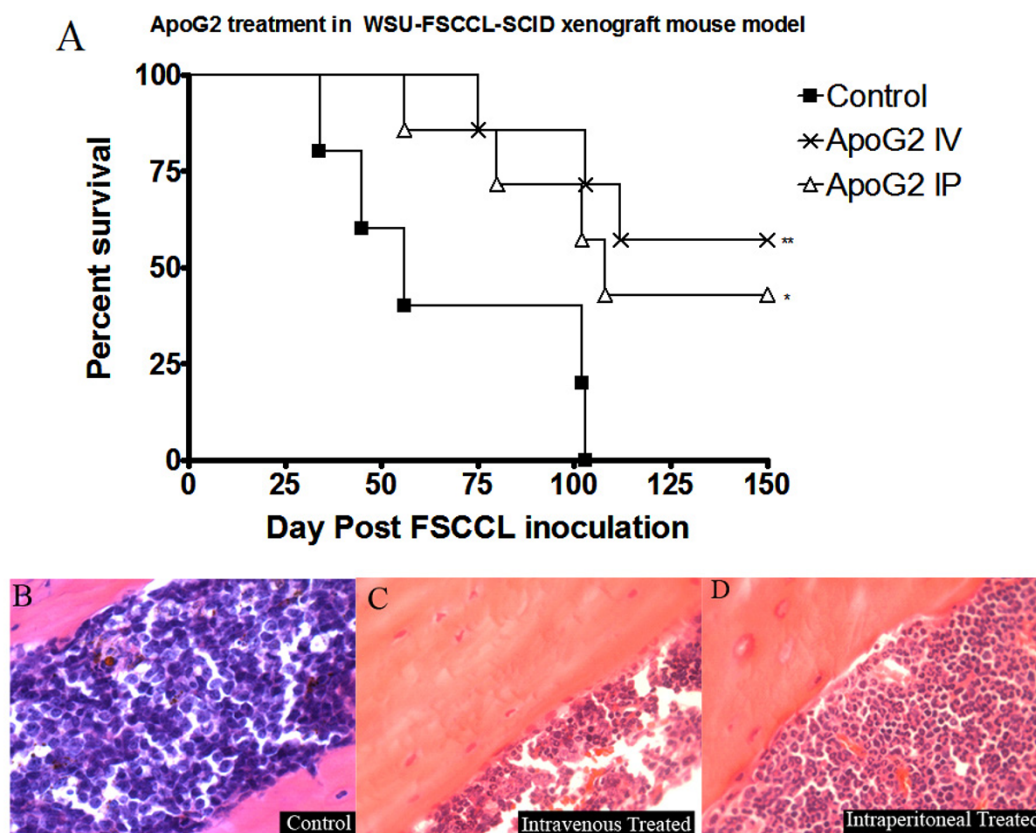 A
ApoG2 treatment in WSU-FSCCL-SCID xenograft mouse model
100
75
50
25
0
Percent survival
0 25 50 75 100 125 150
Day Post FSCCL inoculation
Control
ApoG2 IV
ApoG2 IP
**
*
B
Control
C
Intravenous Treated
D
Intraperitoneal Treated